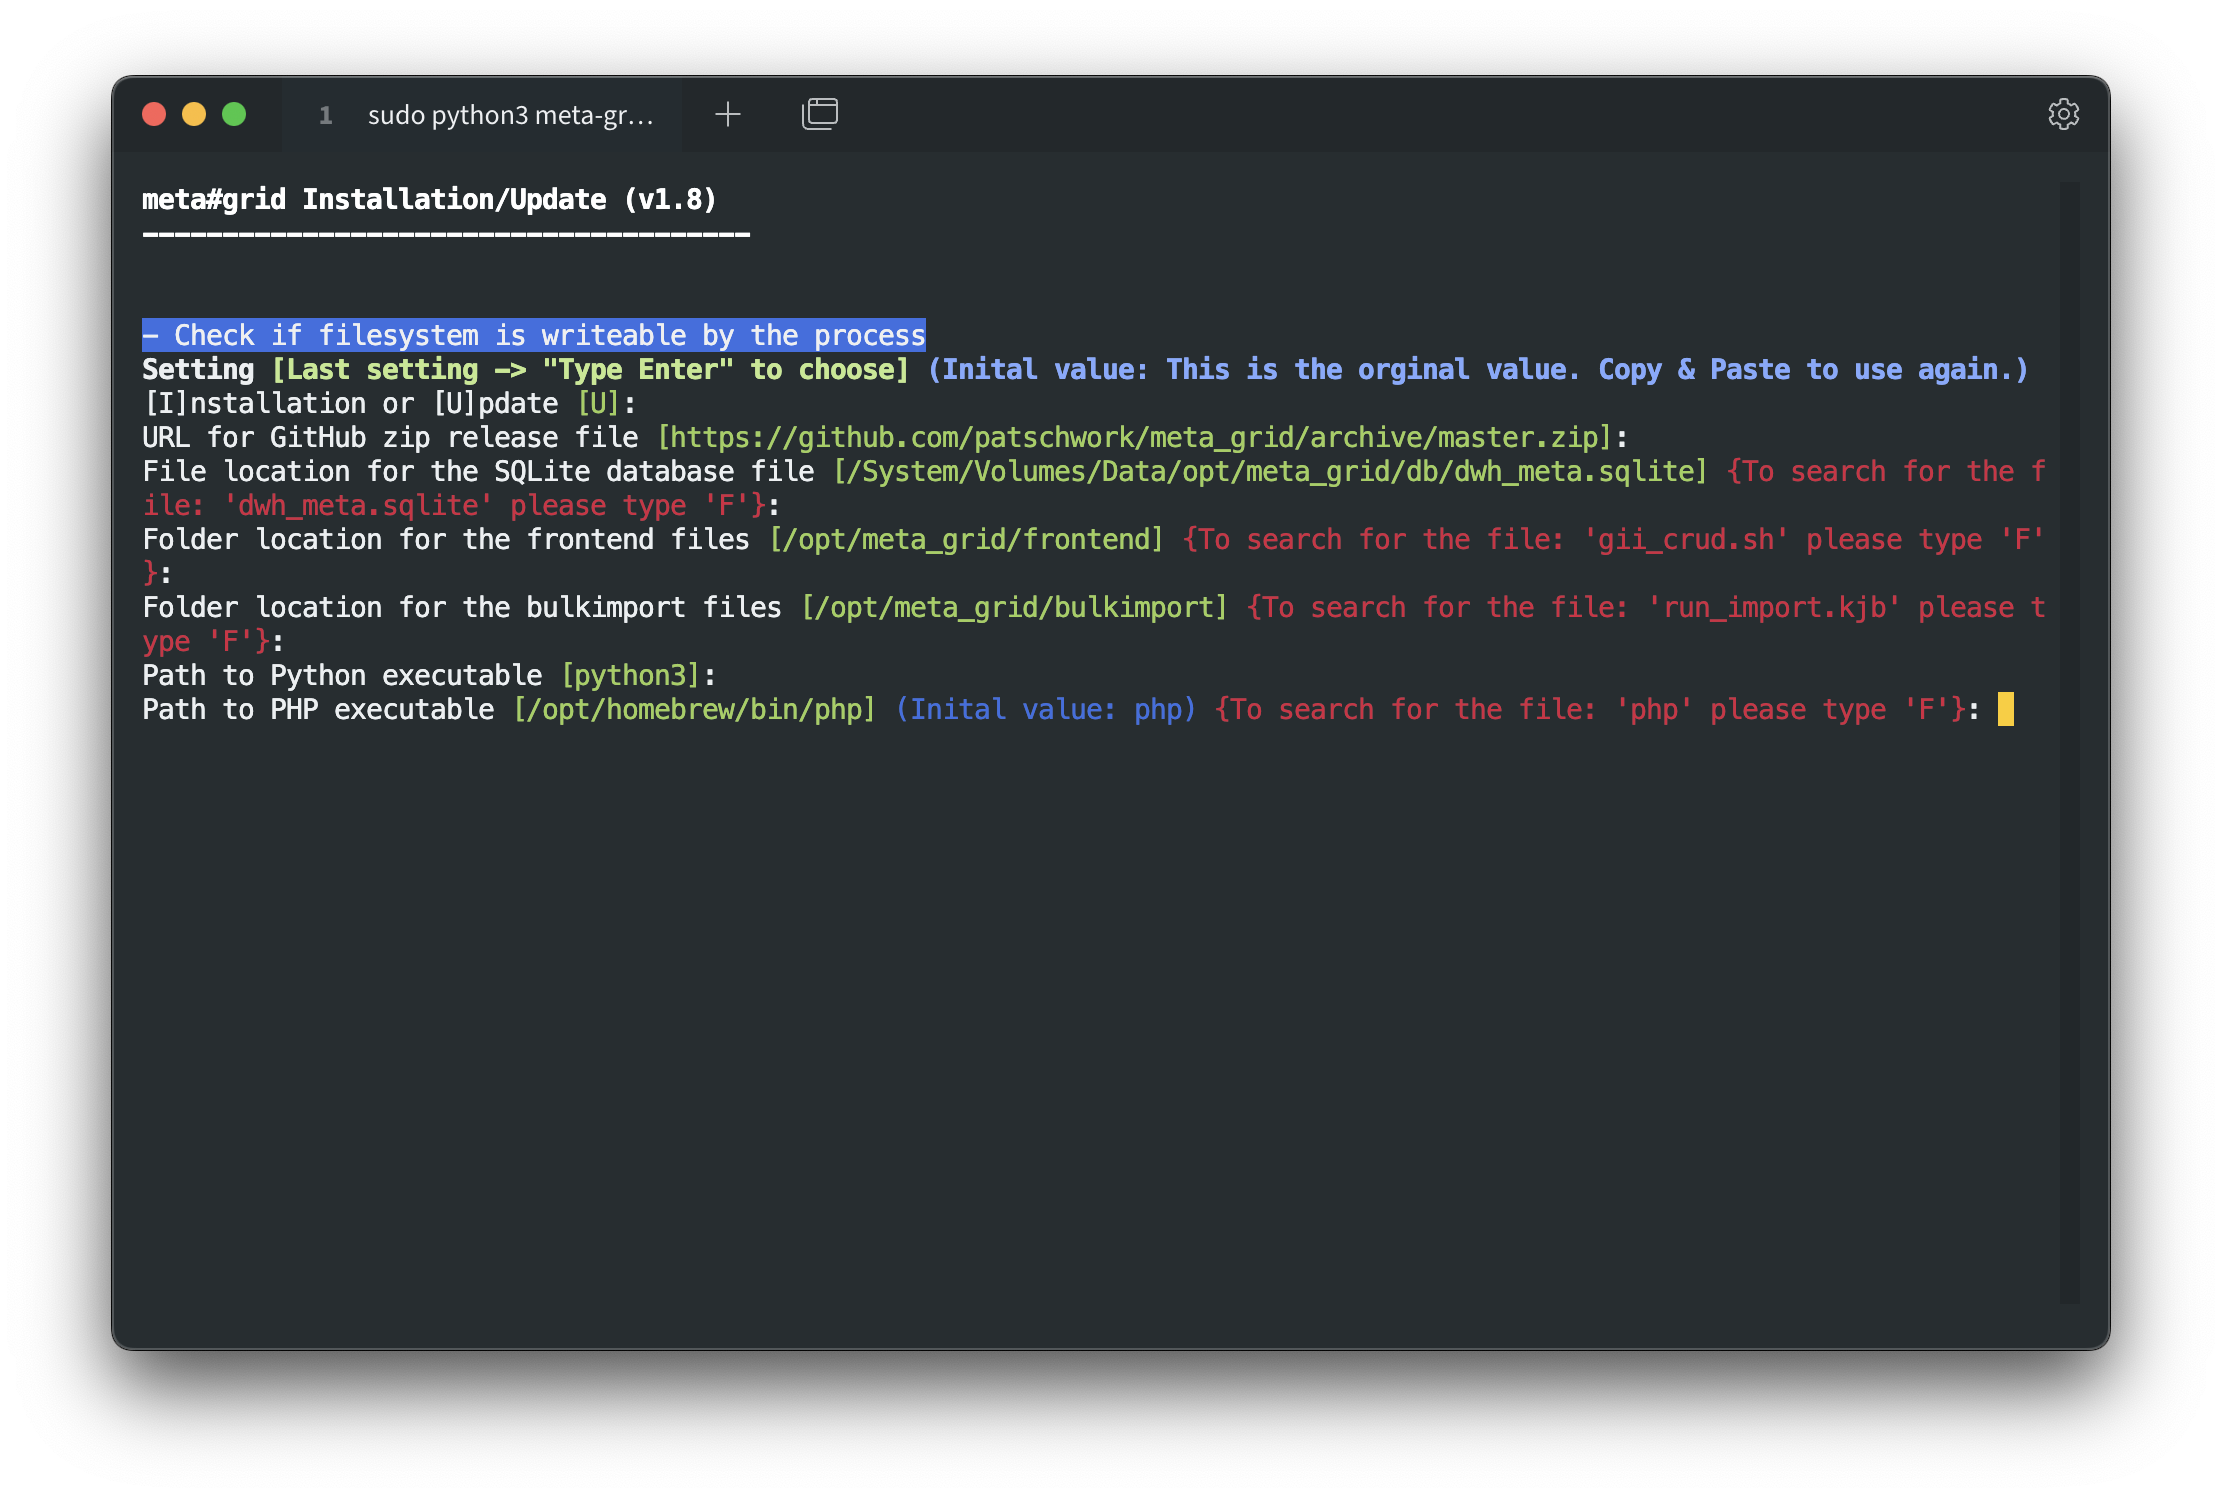 1 sudo python3 meta-gr...
meta#grid Installation/Update (v1.8)
--------------------------------------
- Check if filesystem is writeable by the process
Setting [Last setting -> "Type Enter" to choose] (Inital value: This is the orginal value. Copy & Paste to use again.)
[I]nstallation or [U]pdate [U]:
URL for GitHub zip release file [https://github.com/patschwork/meta_grid/archive/master.zip]:
File location for the SQLite database file [/System/Volumes/Data/opt/meta_grid/db/dwh_meta.sqlite] {To search for the f
ile: 'dwh_meta.sqlite' please type 'F'}:
Folder location for the frontend files [/opt/meta_grid/frontend] {To search for the file: 'gii_crud.sh' please type 'F'
}:
Folder location for the bulkimport files [/opt/meta_grid/bulkimport] {To search for the file: 'run_import.kjb' please t
ype 'F'}:
Path to Python executable [python3]:
Path to PHP executable [/opt/homebrew/bin/php] (Inital value: php) {To search for the file: 'php' please type 'F'}: